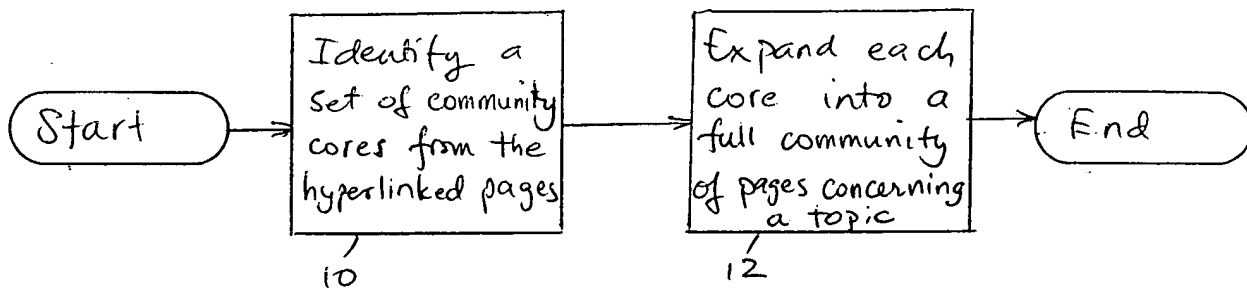 Start
Identify a
set of community
cores from the
hyperlinked pages
10
Expand each
core into a
full community
of pages concerning
a topic
12
End